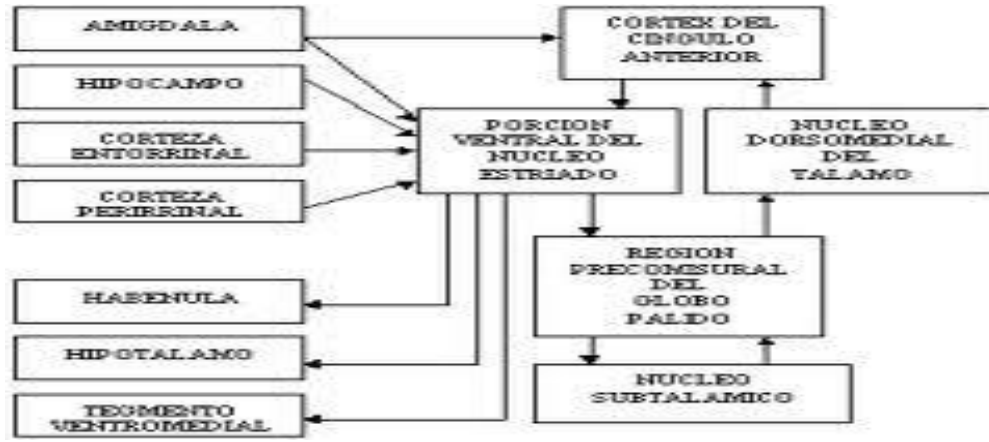 AMIGDALA
HIPOCAMPO
CORTEZA
ENTORRINAL
CORTEZA
PERIRRINAL
HABENULA
HIPOTALAMO
TEGMENTO
VENTROMEDIAL
CORTEX DEL
CINGULO
ANTERIOR
PORCION
VENTRAL DEL
NUCLEO
ESTRIADO
NUCLEO
DORSOMEDIAL
DEL
TALAMO
REGION
PRECOMISURAL
DEL
GLOBO
PALIDO
NUCLEO
SUBTALAMICO